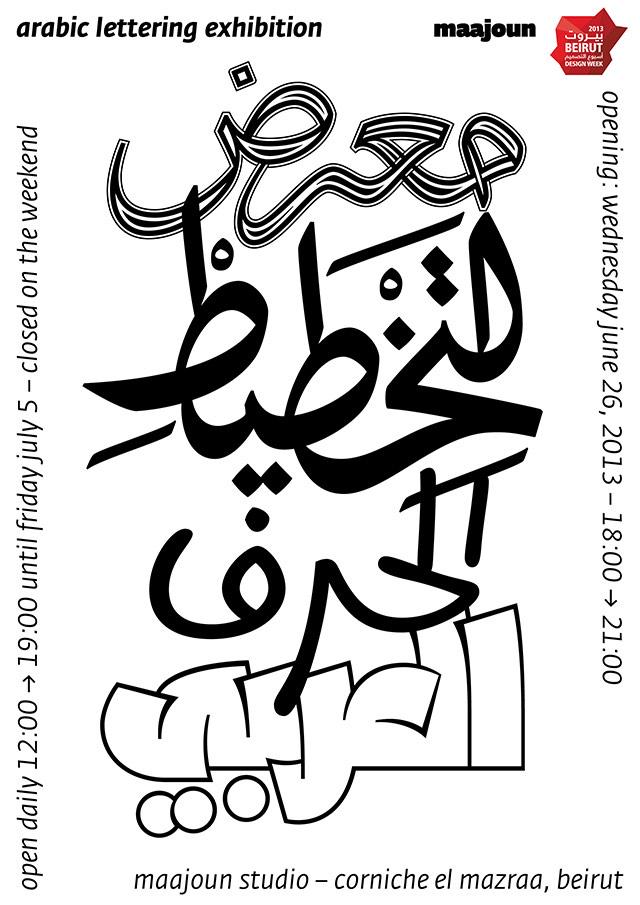 arabic lettering exhibition
maajoun
2013
بيروت
BEIRUT
أسبوع التصميم
DESIGN WEEK
معرض
لتخطيط
الحرف
العربي
opening: wednesday june 26, 2013 – 18:00 → 21:00
open daily 12:00 → 19:00 until friday july 5 – closed on the weekend
maajoun studio – corniche el mazraa, beirut